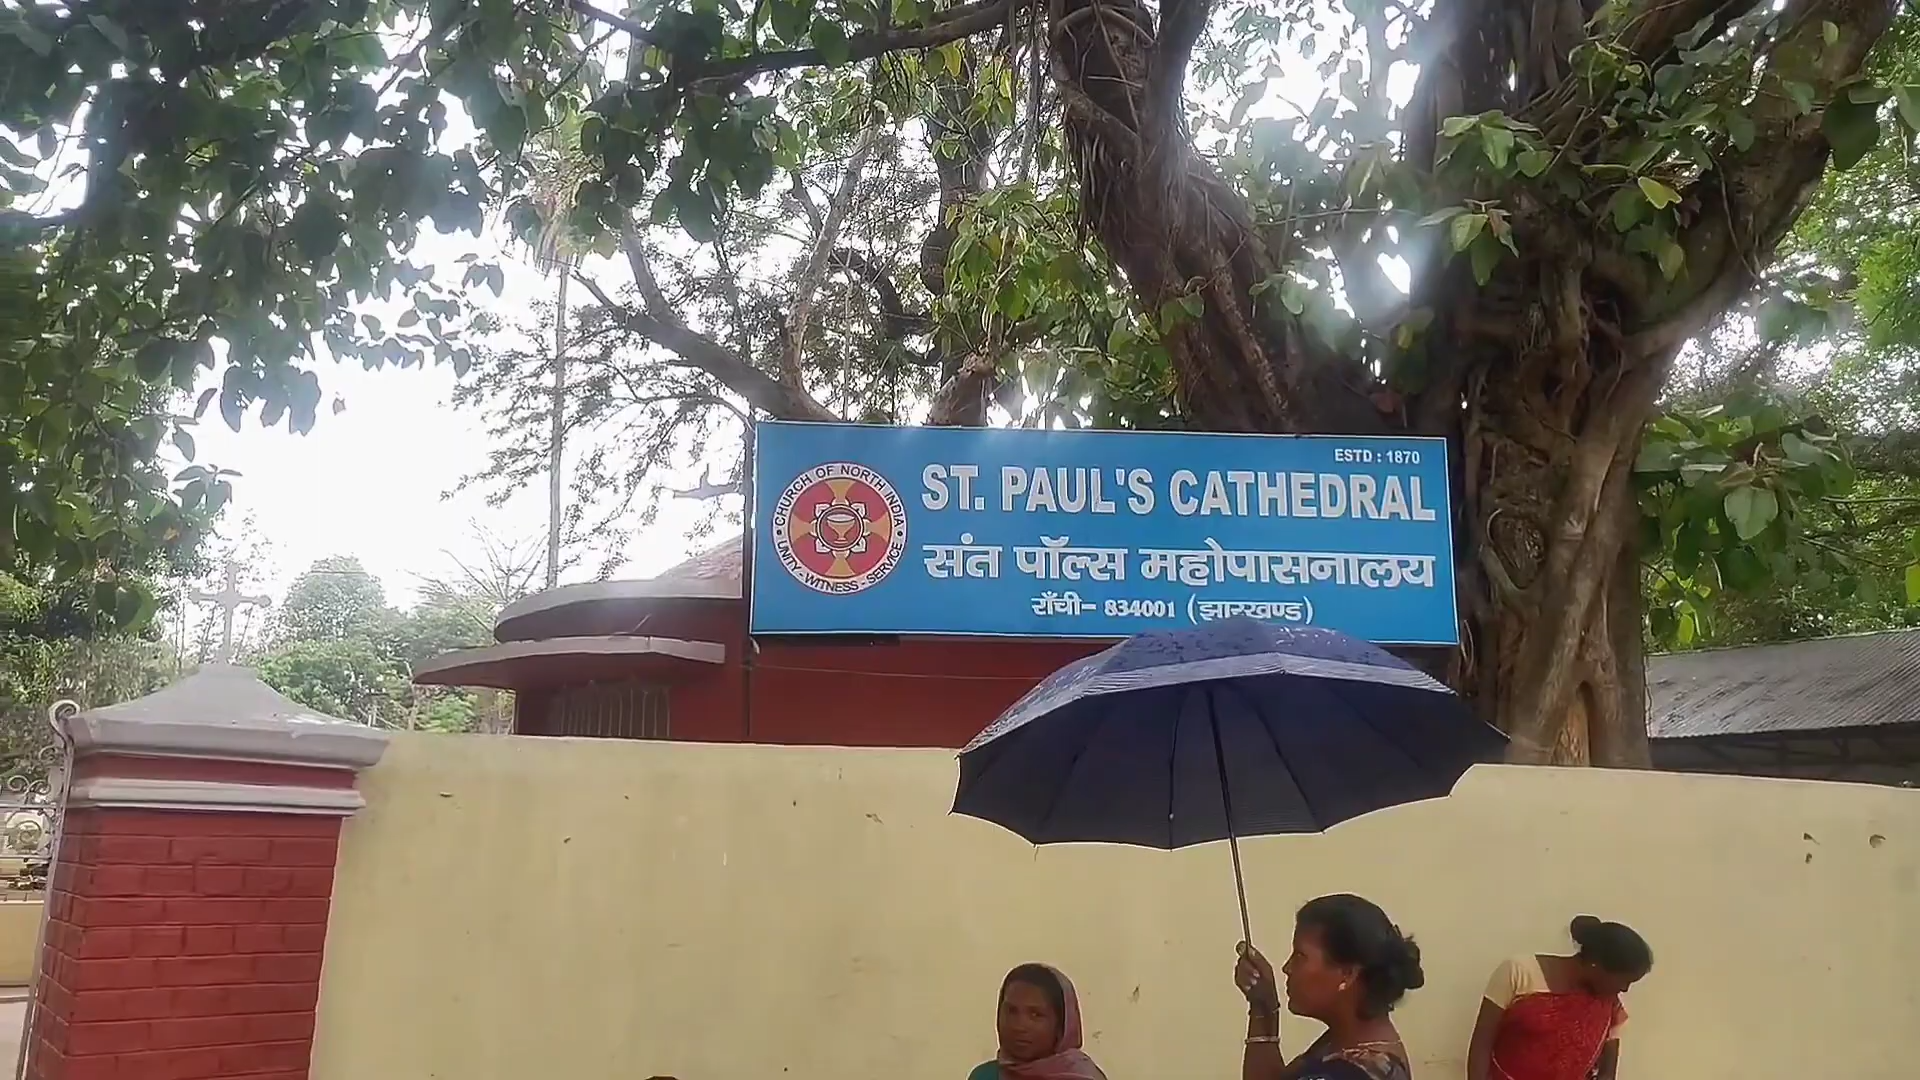 ESTD : 1870
CHURCH OF NORTH INDIA
UNITY - WITNESS - SERVICE
ST. PAUL'S CATHEDRAL
संत पॉल्स महोपासनालय
राँची- 834001 (झारखण्ड)